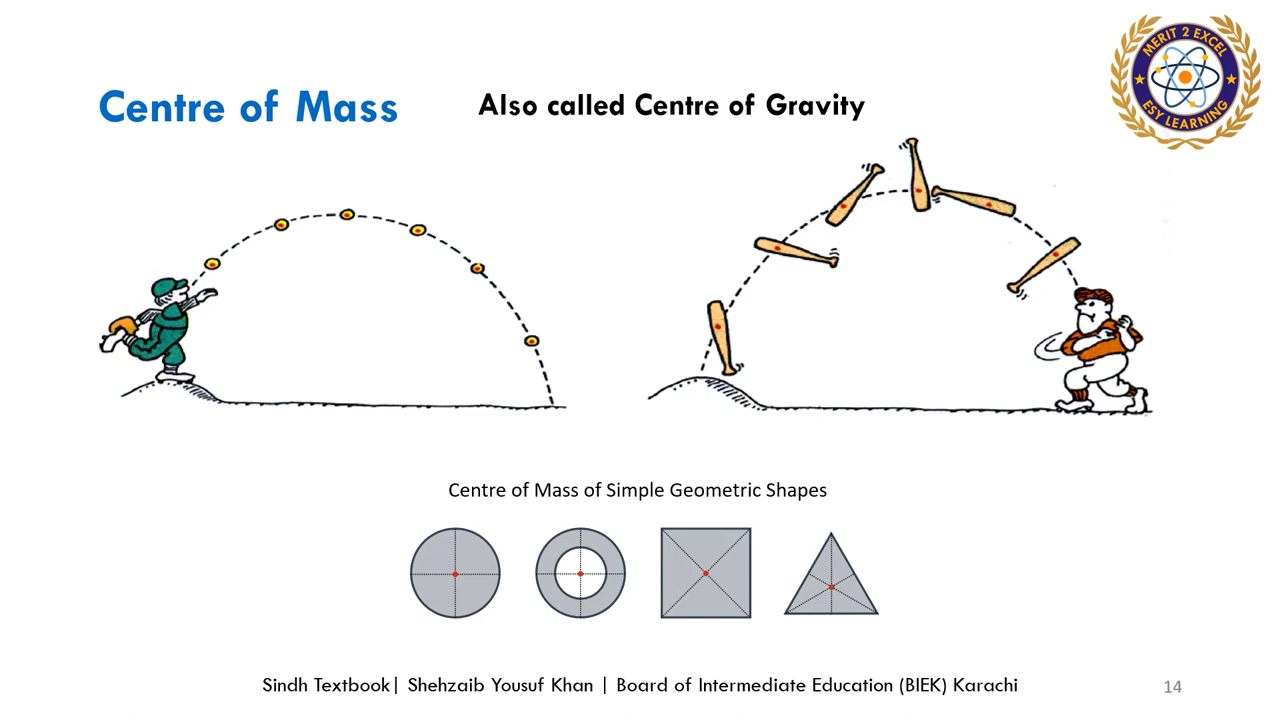 MERIT 2 EXCEL
ESY LEARNING
Centre of Mass
Also called Centre of Gravity
Centre of Mass of Simple Geometric Shapes
Sindh Textbook| Shehzaib Yousuf Khan | Board of Intermediate Education (BIEK) Karachi
14